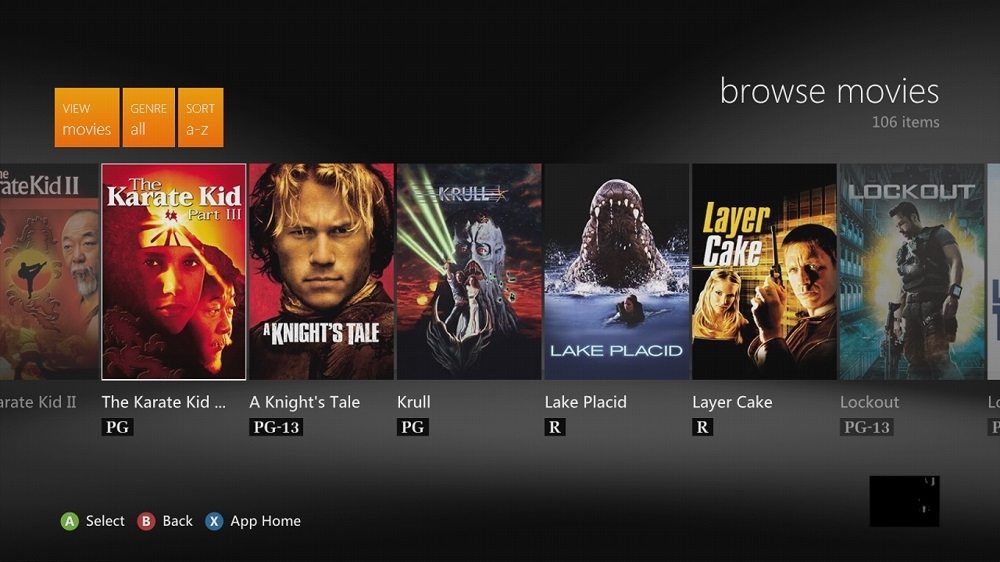 browse movies
106 items
VIEW
movies
GENRE
all
SORT
a-z
The
rateKid II
The
Karate Kid
Part III
A KNIGHT'S TALE
KRULL
LAKE PLACID
Layer
Cake
LOCKOUT
arate Kid II
The Karate Kid ...
PG
A Knight's Tale
PG-13
Krull
PG
Lake Placid
R
Layer Cake
R
Lockout
PG-13
A Select
B Back
X App Home